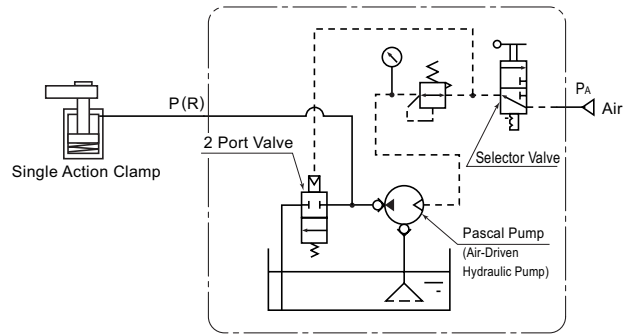 P(R)
PA
Air
Single Action Clamp
2 Port Valve
Selector Valve
Pascal Pump
(Air-Driven
Hydraulic Pump)